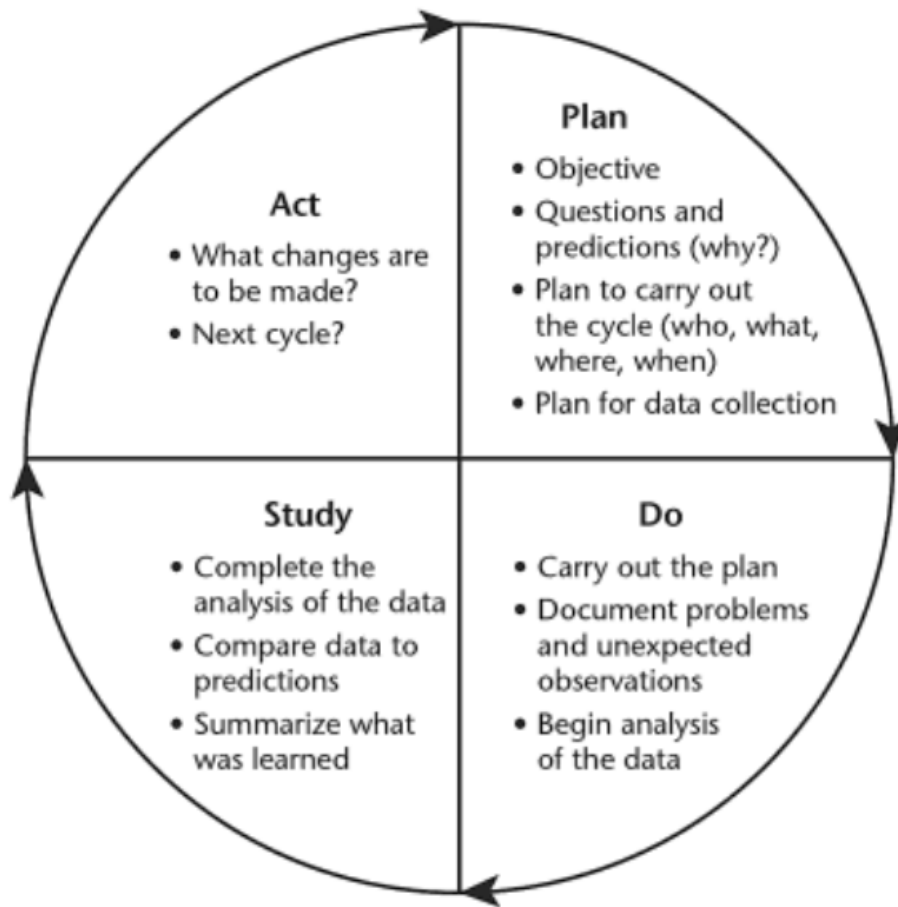 Plan
• Objective
• Questions and
predictions (why?)
• Plan to carry out
the cycle (who, what,
where, when)
• Plan for data collection
Do
• Carry out the plan
• Document problems
and unexpected
observations
• Begin analysis
of the data
Study
• Complete the
analysis of the data
• Compare data to
predictions
• Summarize what
was learned
Act
• What changes are
to be made?
• Next cycle?